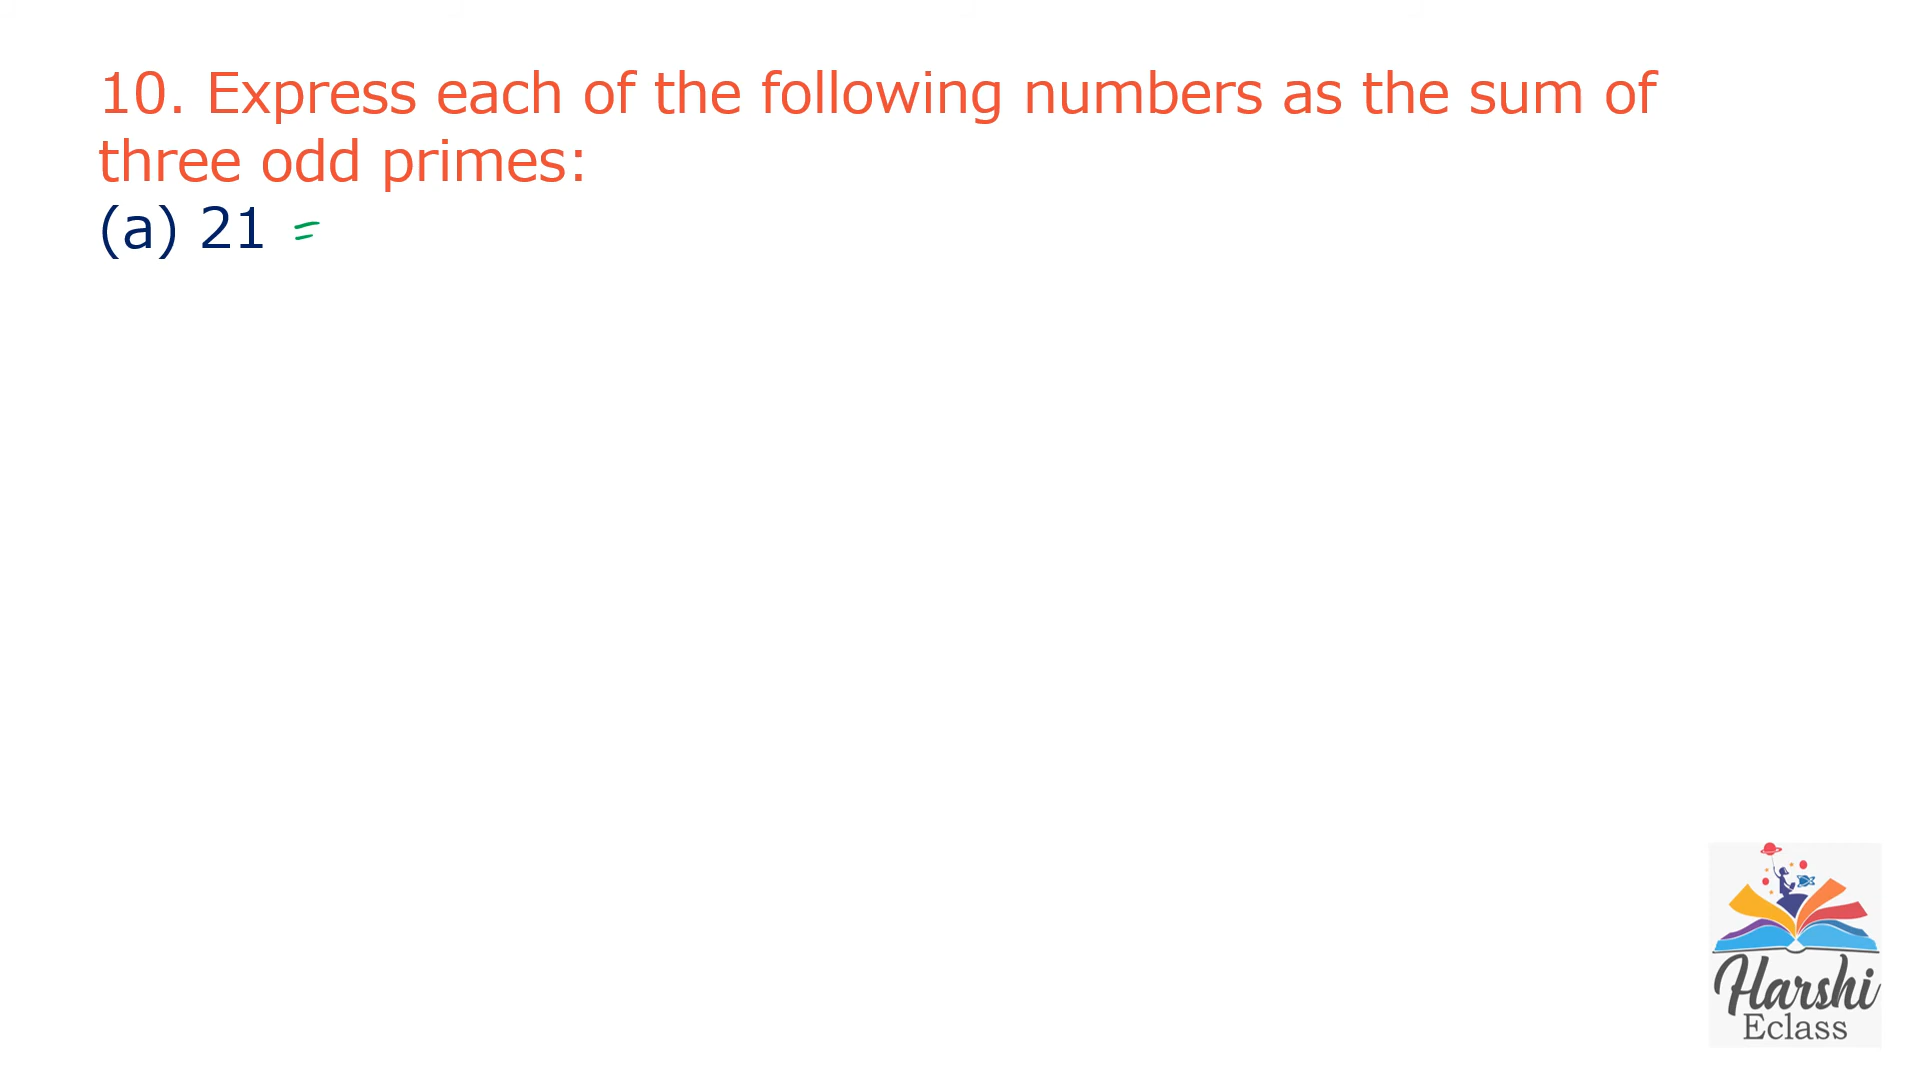 10. Express each of the following numbers as the sum of
three odd primes:
(a) 21 =
Harshi
Eclass